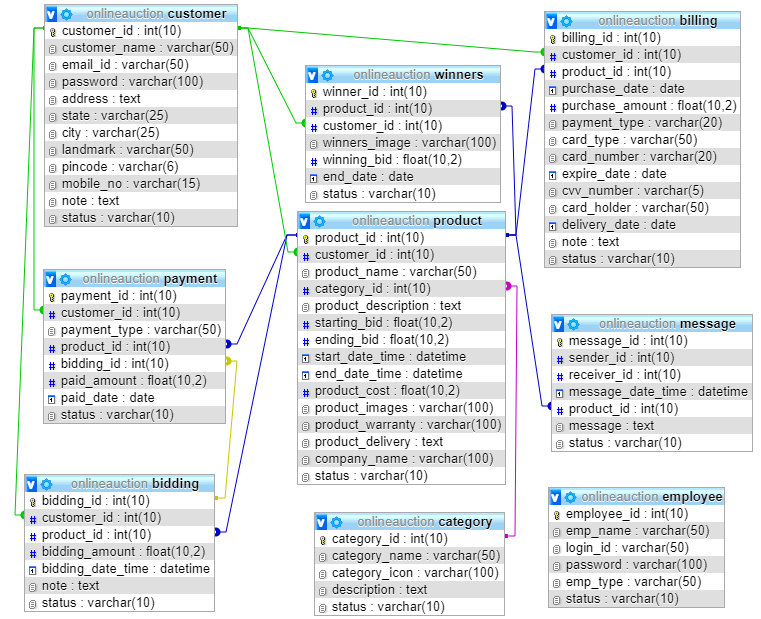 onlineauction customer
customer_id : int(10)
customer_name : varchar(50)
email_id : varchar(50)
password : varchar(100)
address : text
state : varchar(25)
city : varchar(25)
landmark : varchar(50)
pincode : varchar(6)
mobile_no : varchar(15)
note : text
status : varchar(10)
onlineauction winners
winner_id : int(10)
product_id : int(10)
customer_id : int(10)
winners_image : varchar(100)
winning_bid : float(10,2)
end_date : date
status : varchar(10)
onlineauction billing
billing_id : int(10)
customer_id : int(10)
product_id : int(10)
purchase_date : date
purchase_amount : float(10,2)
payment_type : varchar(20)
card_type : varchar(50)
card_number : varchar(20)
expire_date : date
cvv_number : varchar(5)
card_holder : varchar(50)
delivery_date : date
note : text
status : varchar(10)
onlineauction payment
payment_id : int(10)
customer_id : int(10)
payment_type : varchar(50)
product_id : int(10)
bidding_id : int(10)
paid_amount : float(10,2)
paid_date : date
status : varchar(10)
onlineauction product
product_id : int(10)
customer_id : int(10)
product_name : varchar(50)
category_id : int(10)
product_description : text
starting_bid : float(10,2)
ending_bid : float(10,2)
start_date_time : datetime
end_date_time : datetime
product_cost : float(10,2)
product_images : varchar(100)
product_warranty : varchar(100)
product_delivery : text
company_name : varchar(100)
status : varchar(10)
onlineauction message
message_id : int(10)
sender_id : int(10)
receiver_id : int(10)
message_date_time : datetime
product_id : int(10)
message : text
status : varchar(10)
onlineauction bidding
bidding_id : int(10)
customer_id : int(10)
product_id : int(10)
bidding_amount : float(10,2)
bidding_date_time : datetime
note : text
status : varchar(10)
onlineauction category
category_id : int(10)
category_name : varchar(50)
category_icon : varchar(100)
description : text
status : varchar(10)
onlineauction employee
employee_id : int(10)
emp_name : varchar(50)
login_id : varchar(50)
password : varchar(100)
emp_type : varchar(50)
status : varchar(10)